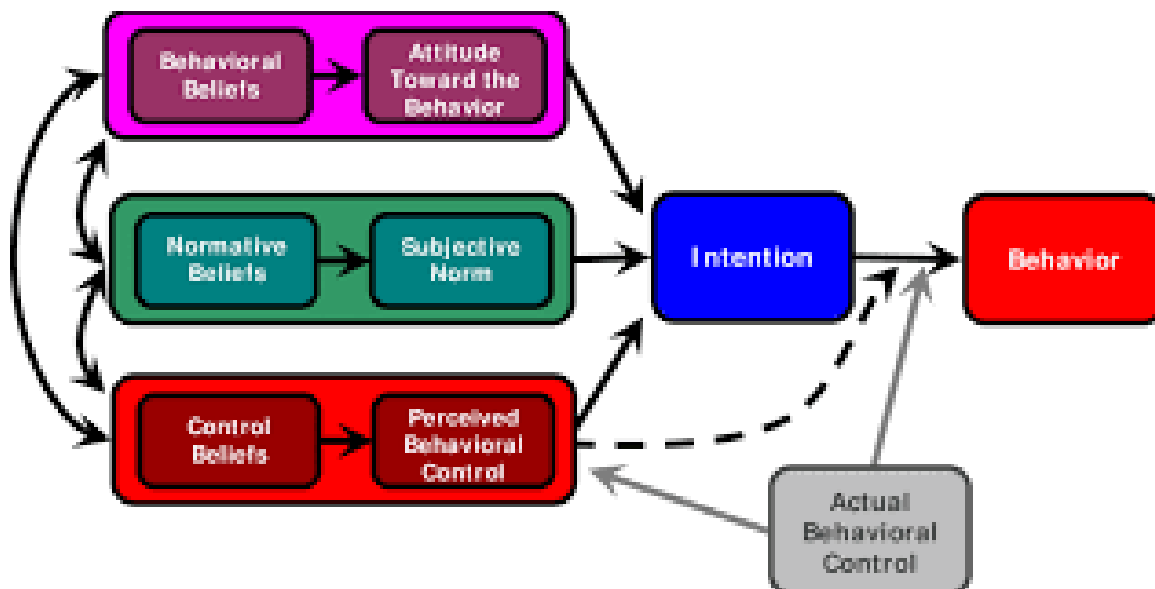 Behavioral
Beliefs
Attitude
Toward the
Behavior
Normative
Beliefs
Subjective
Norm
Intention
Behavior
Control
Beliefs
Perceived
Behavioral
Control
Actual
Behavioral
Control